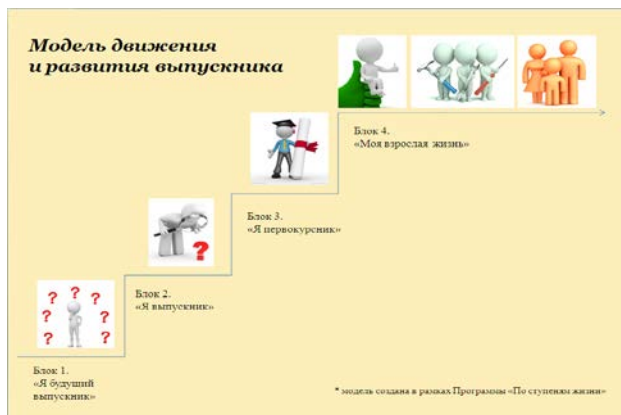 Модель движения
и развития выпускника
Блок 4.
«Моя взрослая жизнь»
Блок 3.
«Я первокурсник»
Блок 2.
«Я выпускник»
Блок 1.
«Я будущий
выпускник»
* модель создана в рамках Программы «По ступеням жизни»
? ? ? ? ? ? ?
?